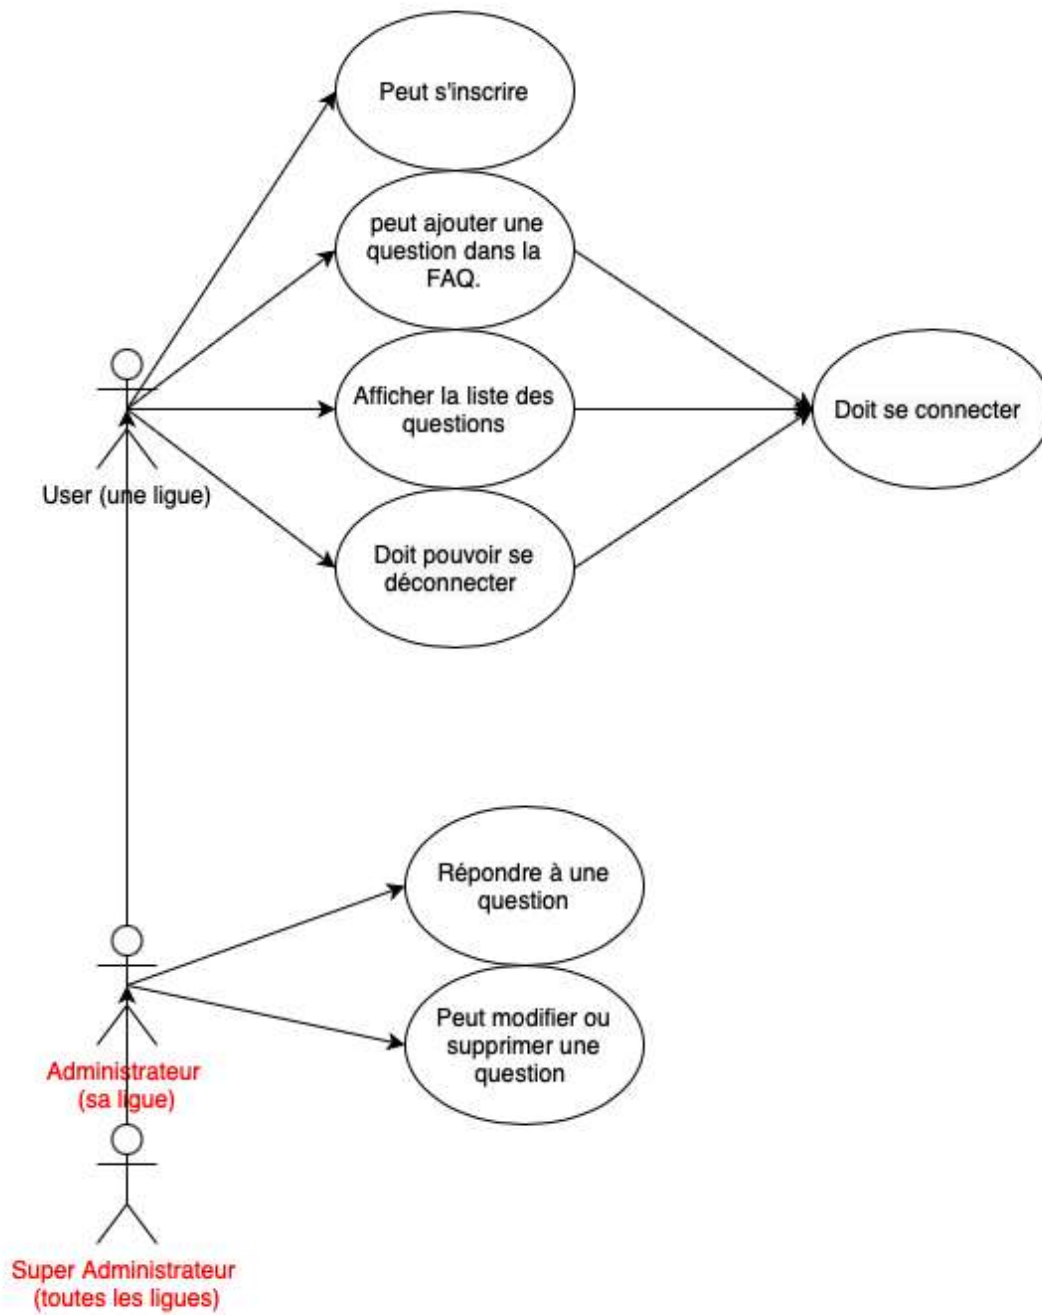 Peut s'inscrire
peut ajouter une
question dans la
FAQ.
Afficher la liste des
questions
Doit se connecter
User (une ligue)
Doit pouvoir se
déconnecter
Répondre à une
question
Peut modifier ou
supprimer une
question
Administrateur
(sa ligue)
Super Administrateur
(toutes les ligues)